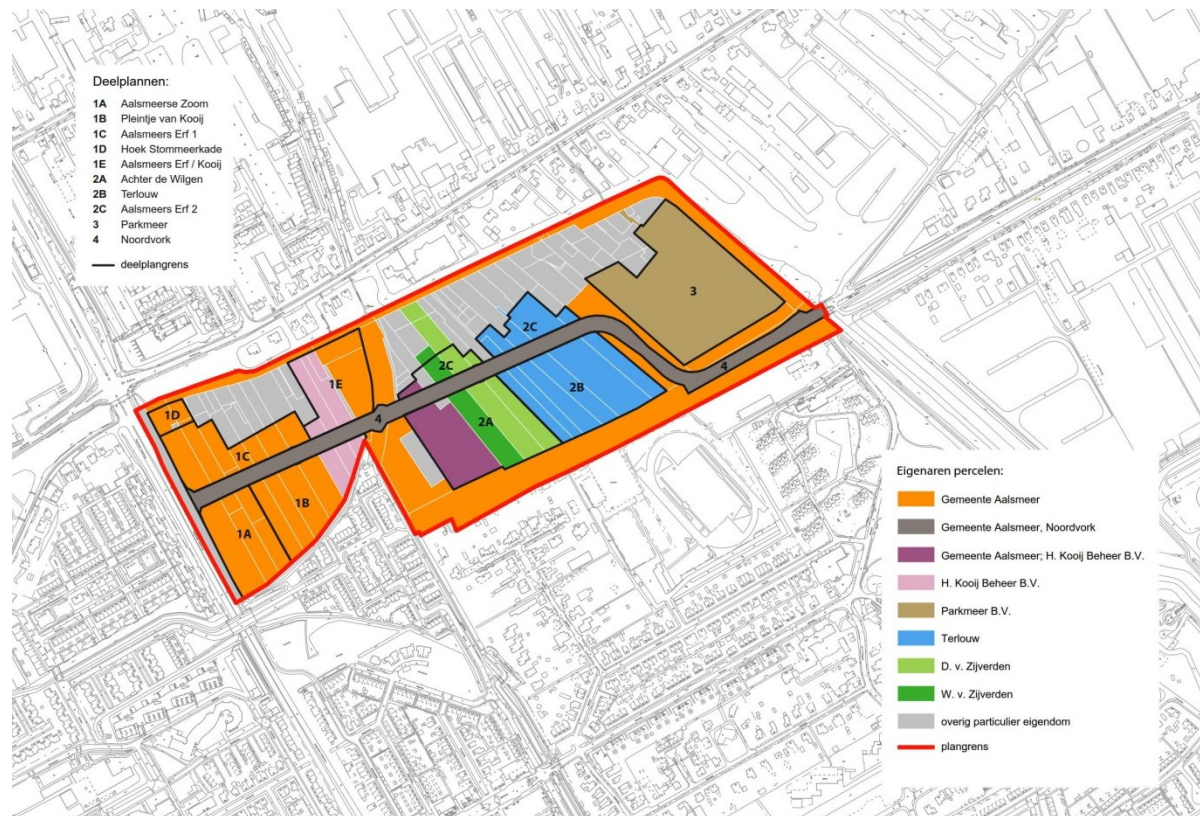 Deelplannen:
1A Aalsmeerse Zoom
1B Pleintje van Kooij
1C Aalsmeers Erf 1
1D Hoek Stommeerkade
1E Aalsmeers Erf / Kooij
2A Achter de Wilgen
2B Terlouw
2C Aalsmeers Erf 2
3 Parkmeer
4 Noordvork
deelplangrens
3
2C
2C
1E
2B
4
1D
4
2A
1C
1B
1A
Eigenaren percelen:
Gemeente Aalsmeer
Gemeente Aalsmeer, Noordvork
Gemeente Aalsmeer; H. Kooij Beheer B.V.
H. Kooij Beheer B.V.
Parkmeer B.V.
Terlouw
D. v. Zijverden
W. v. Zijverden
overig particulier eigendom
plangrens